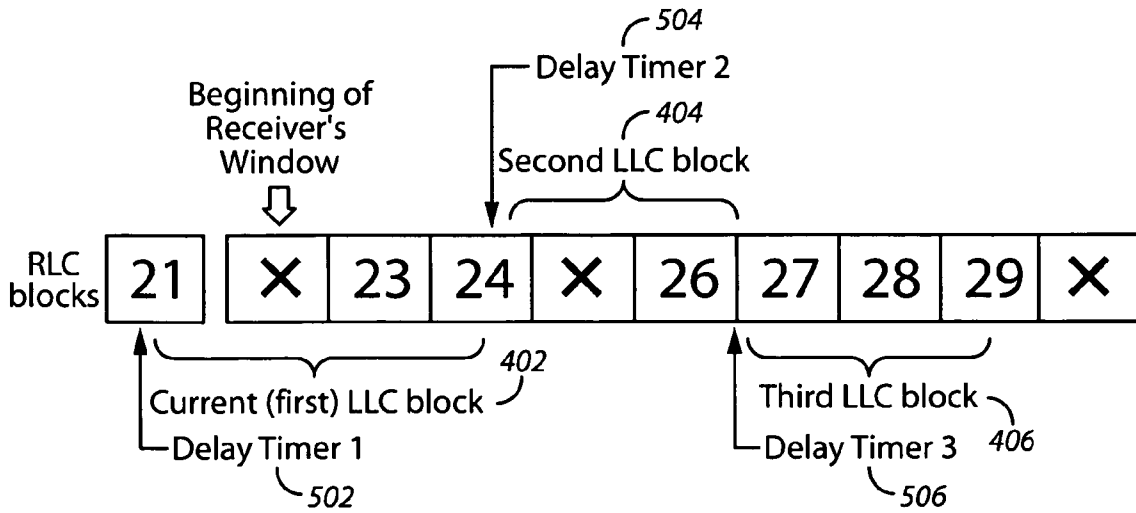 504
Delay Timer 2
Beginning of
Receiver's
Window
404
Second LLC block
RLC
blocks
21 X 23 24 X 26 27 28 29 X
402
Current (first) LLC block
Third LLC block
406
Delay Timer 1
Delay Timer 3
502
506